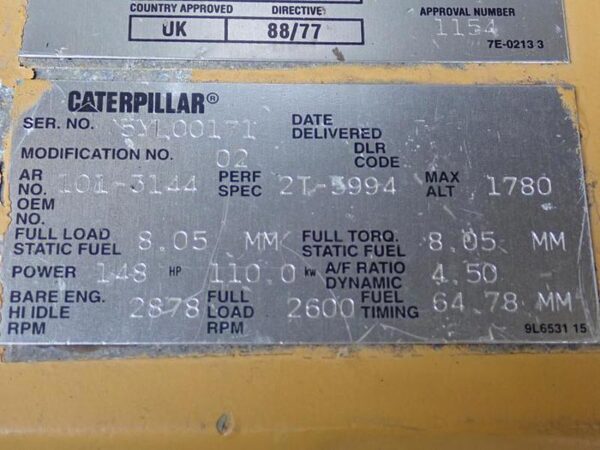 COUNTRY APPROVED DIRECTIVE APPROVAL NUMBER
UK 88/77 1154
7E-0213 3
CATERPILLAR®
SER. NO. 5YL00171 DATE DELIVERED
MODIFICATION NO. 02 DLR CODE
AR NO. 101-3144 PERF SPEC 2T-5994 MAX ALT 1780
OEM NO.
FULL LOAD STATIC FUEL 8.05 MM FULL TORQ. STATIC FUEL 8.05 MM
POWER 148 HP 110.0 kw A/F RATIO DYNAMIC 4.50
BARE ENG. HI IDLE RPM 2878 FULL LOAD RPM 2600 FUEL TIMING 64.78 MM
9L6531 15